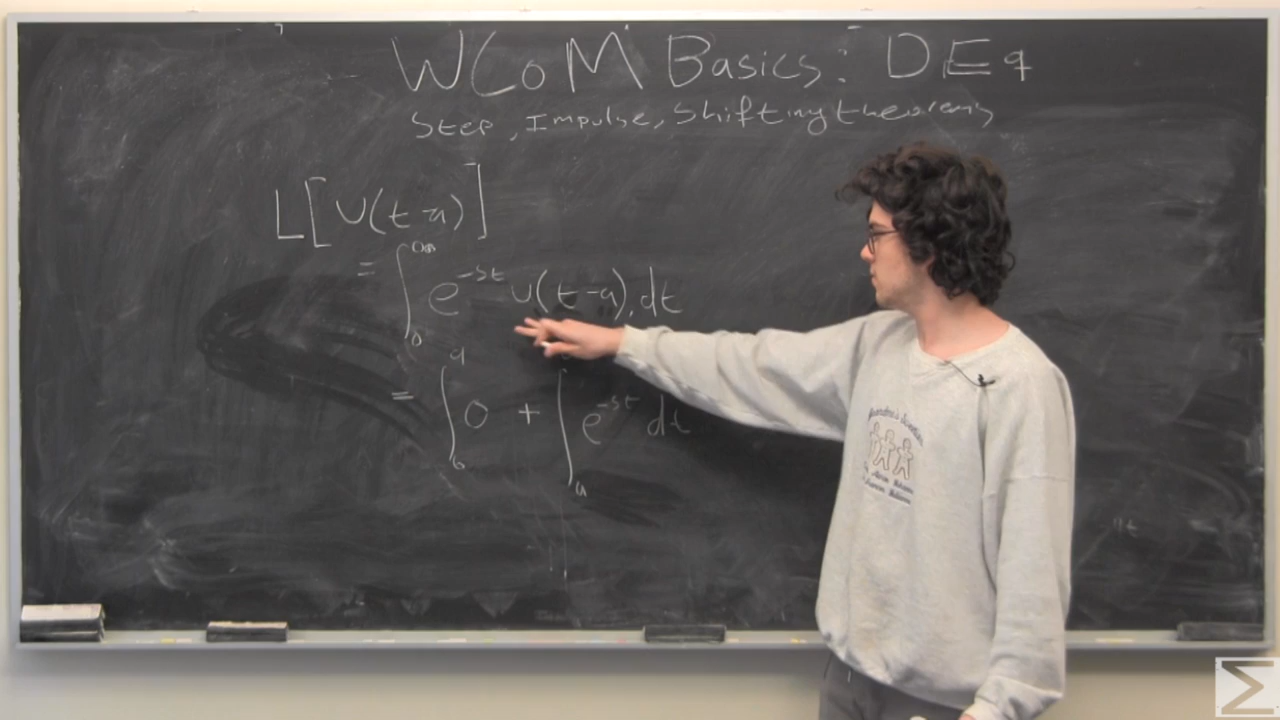 WCoM Basics: DEq
Step, Impulse, Shifting theorems
L[U(t-a)]
= ∫₀^∞ e^{-st} U(t-a) dt
= ∫₀^a 0 + ∫ₐ e^{-st} dt
Σ